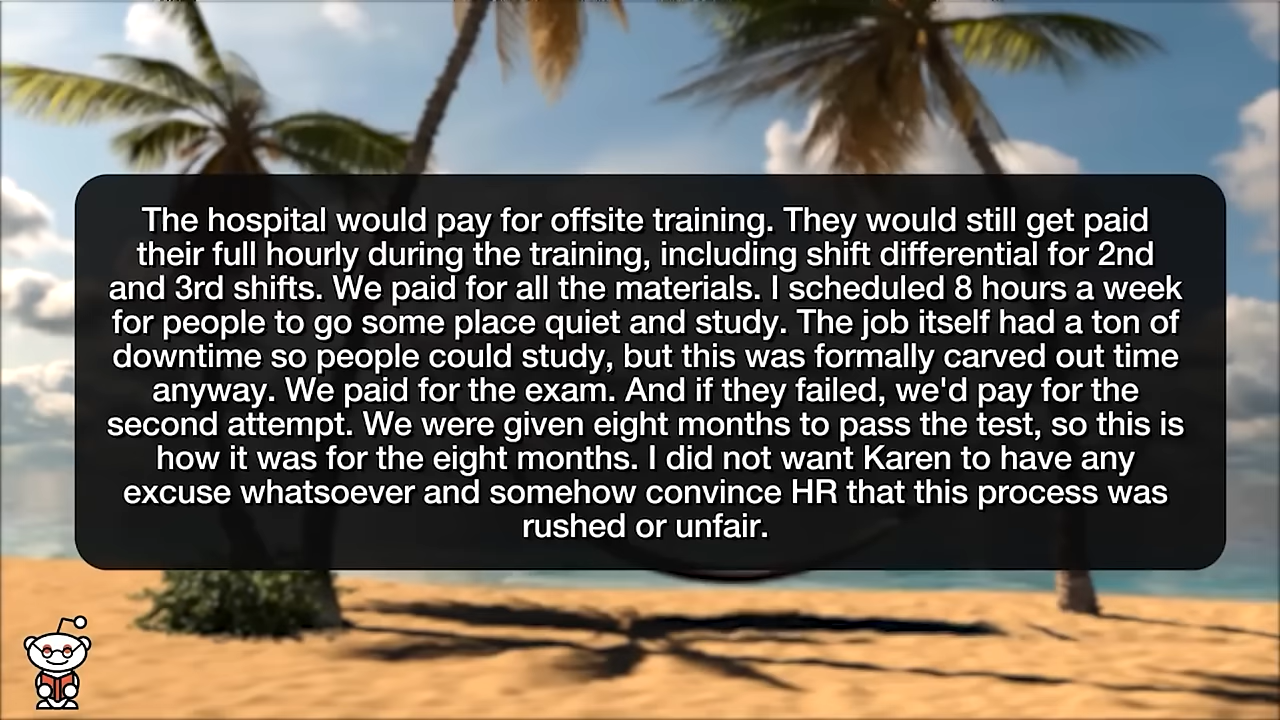 The hospital would pay for offsite training. They would still get paid
their full hourly during the training, including shift differential for 2nd
and 3rd shifts. We paid for all the materials. I scheduled 8 hours a week
for people to go some place quiet and study. The job itself had a ton of
downtime so people could study, but this was formally carved out time
anyway. We paid for the exam. And if they failed, we'd pay for the
second attempt. We were given eight months to pass the test, so this is
how it was for the eight months. I did not want Karen to have any
excuse whatsoever and somehow convince HR that this process was
rushed or unfair.